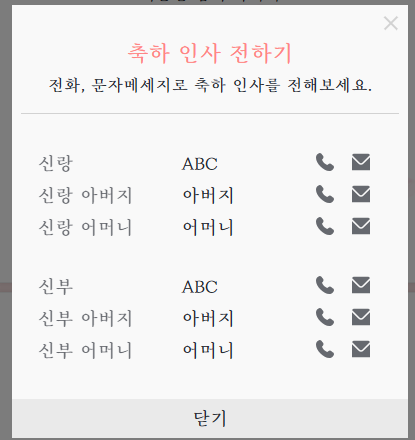 축하 인사 전하기
전화, 문자메세지로 축하 인사를 전해보세요.
신랑 ABC
신랑 아버지 아버지
신랑 어머니 어머니
신부 ABC
신부 아버지 아버지
신부 어머니 어머니
닫기